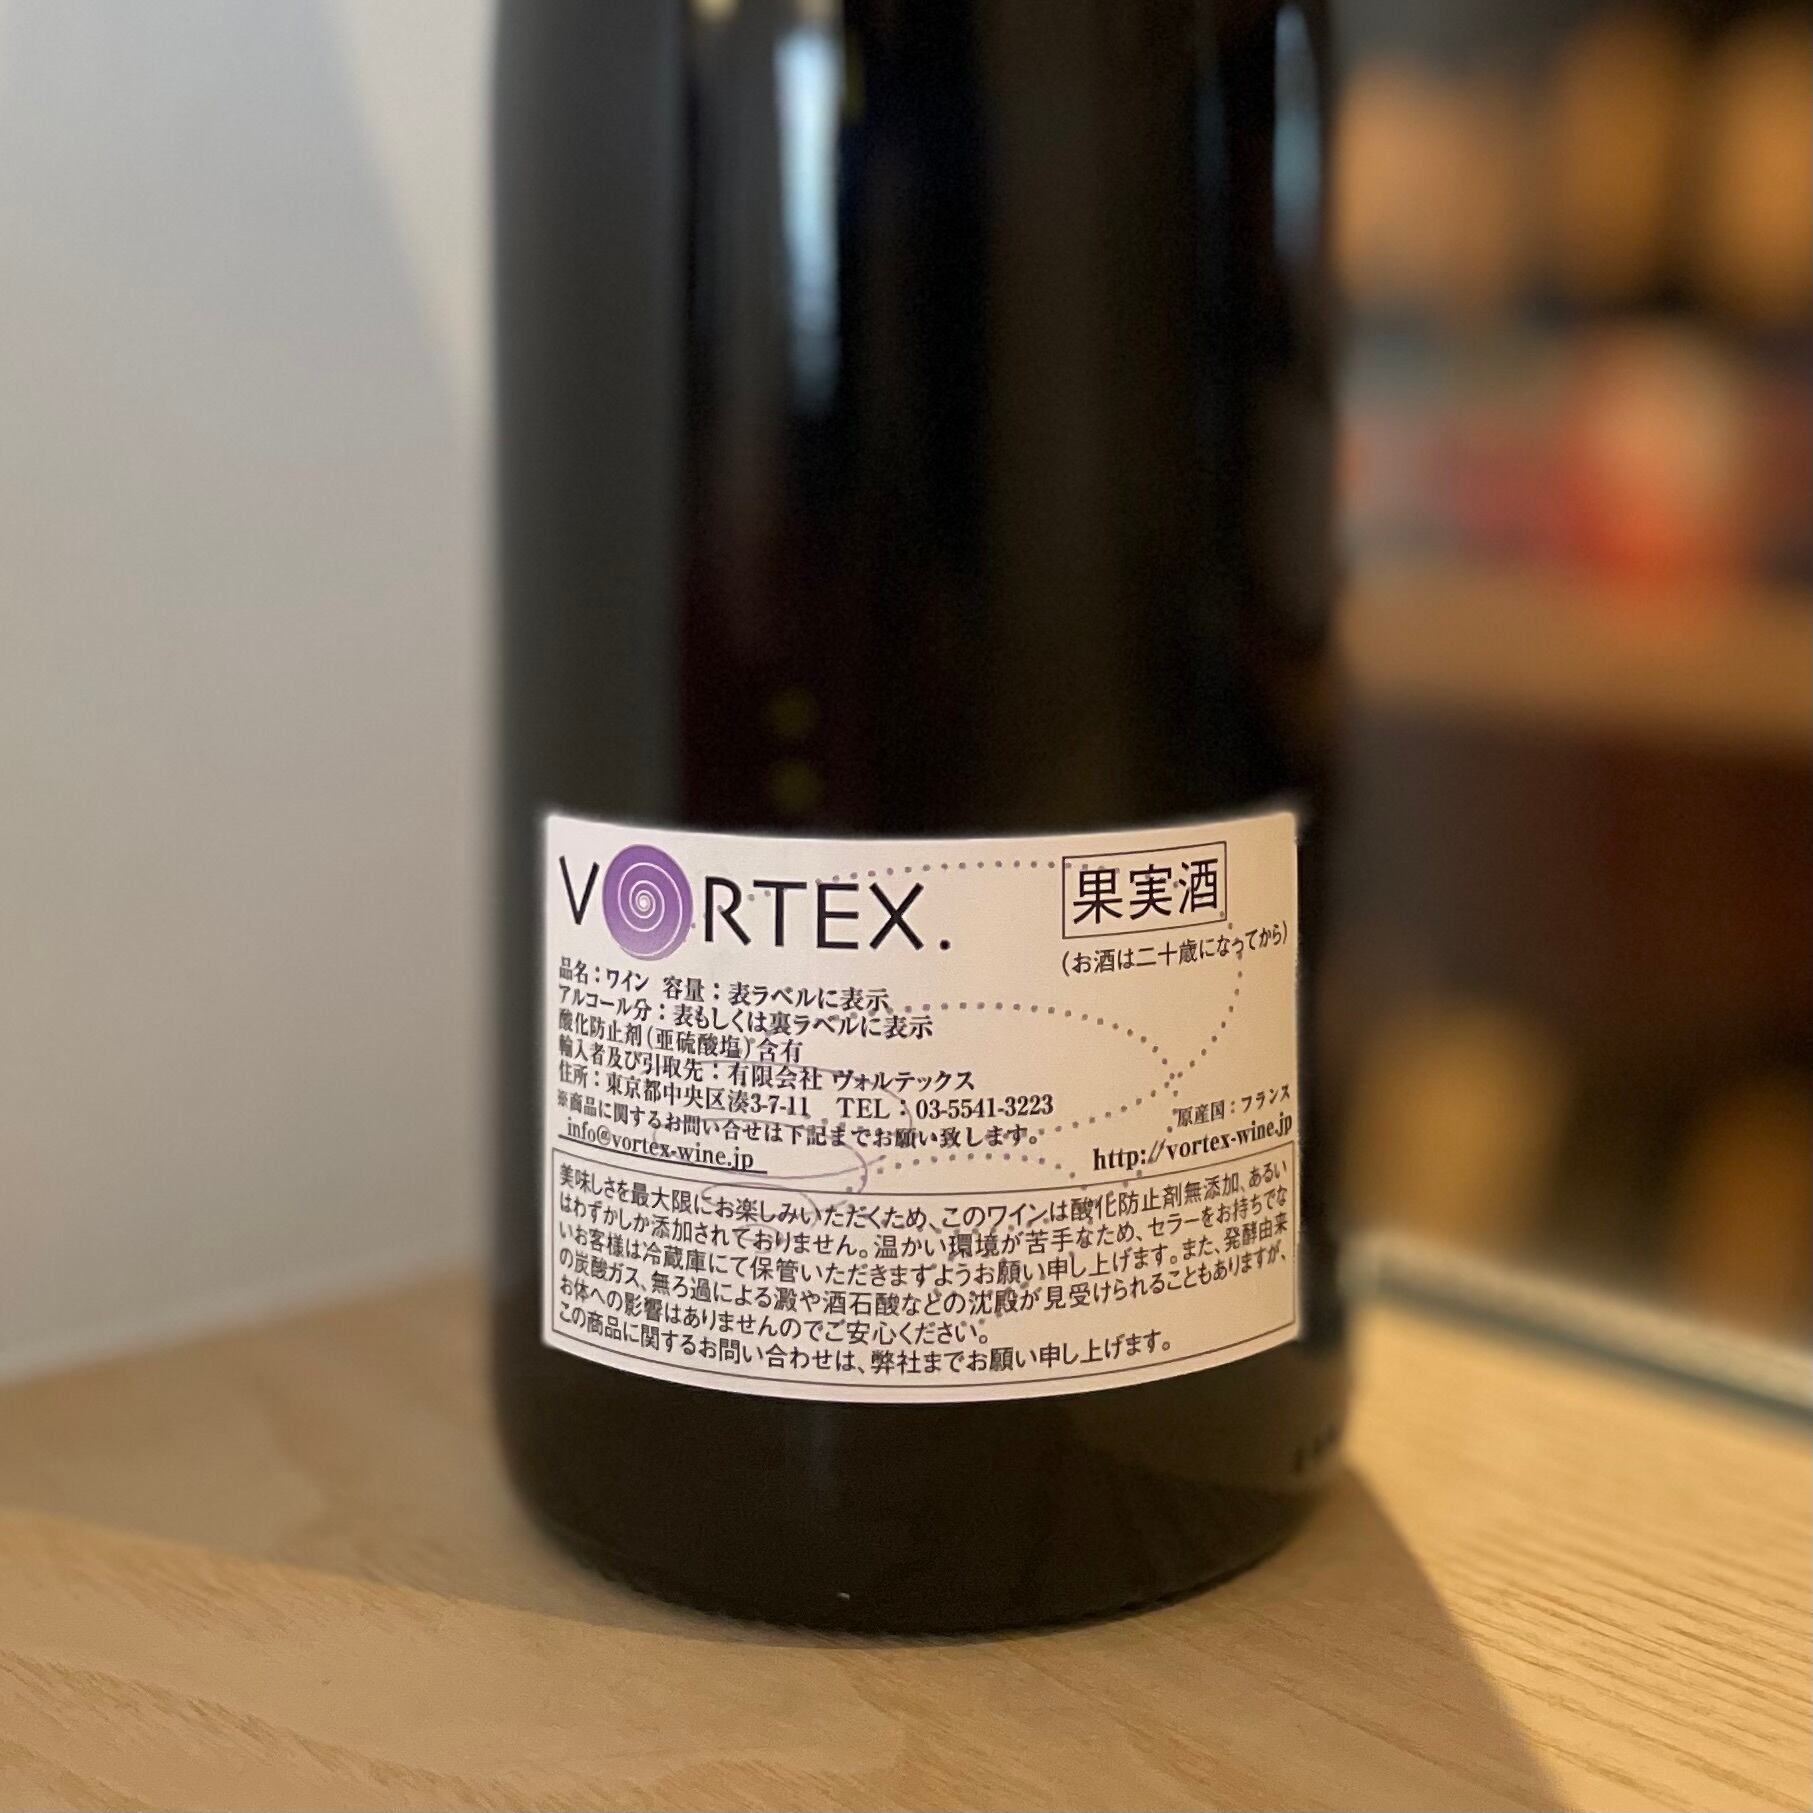 VORTEX.
果実酒
(お酒は二十歳になってから)
品名:ワイン 容量:表ラベルに表示
アルコール分:表もしくは裏ラベルに表示
酸化防止剤(亜硫酸塩)含有
輸入者及び引取先:有限会社 ヴォルテックス
住所:東京都中央区湊3-7-11 TEL:03-5541-3223
※商品に関するお問い合せは下記までお願い致します。
info@vortex-wine.jp
原産国:フランス
http://vortex-wine.jp
美味しさを最大限にお楽しみいただくため、このワインは酸化防止剤無添加、あるい
はわずかしか添加されておりません。温かい環境が苦手なため、セラーをお持ちでな
いお客様は冷蔵庫にて保管いただきますようお願い申し上げます。また、発酵由来
の炭酸ガス、無ろ過による澱や酒石酸などの沈殿が見受けられることもありますが、
お体への影響はありませんのでご安心ください。
この商品に関するお問い合わせは、弊社までお願い申し上げます。